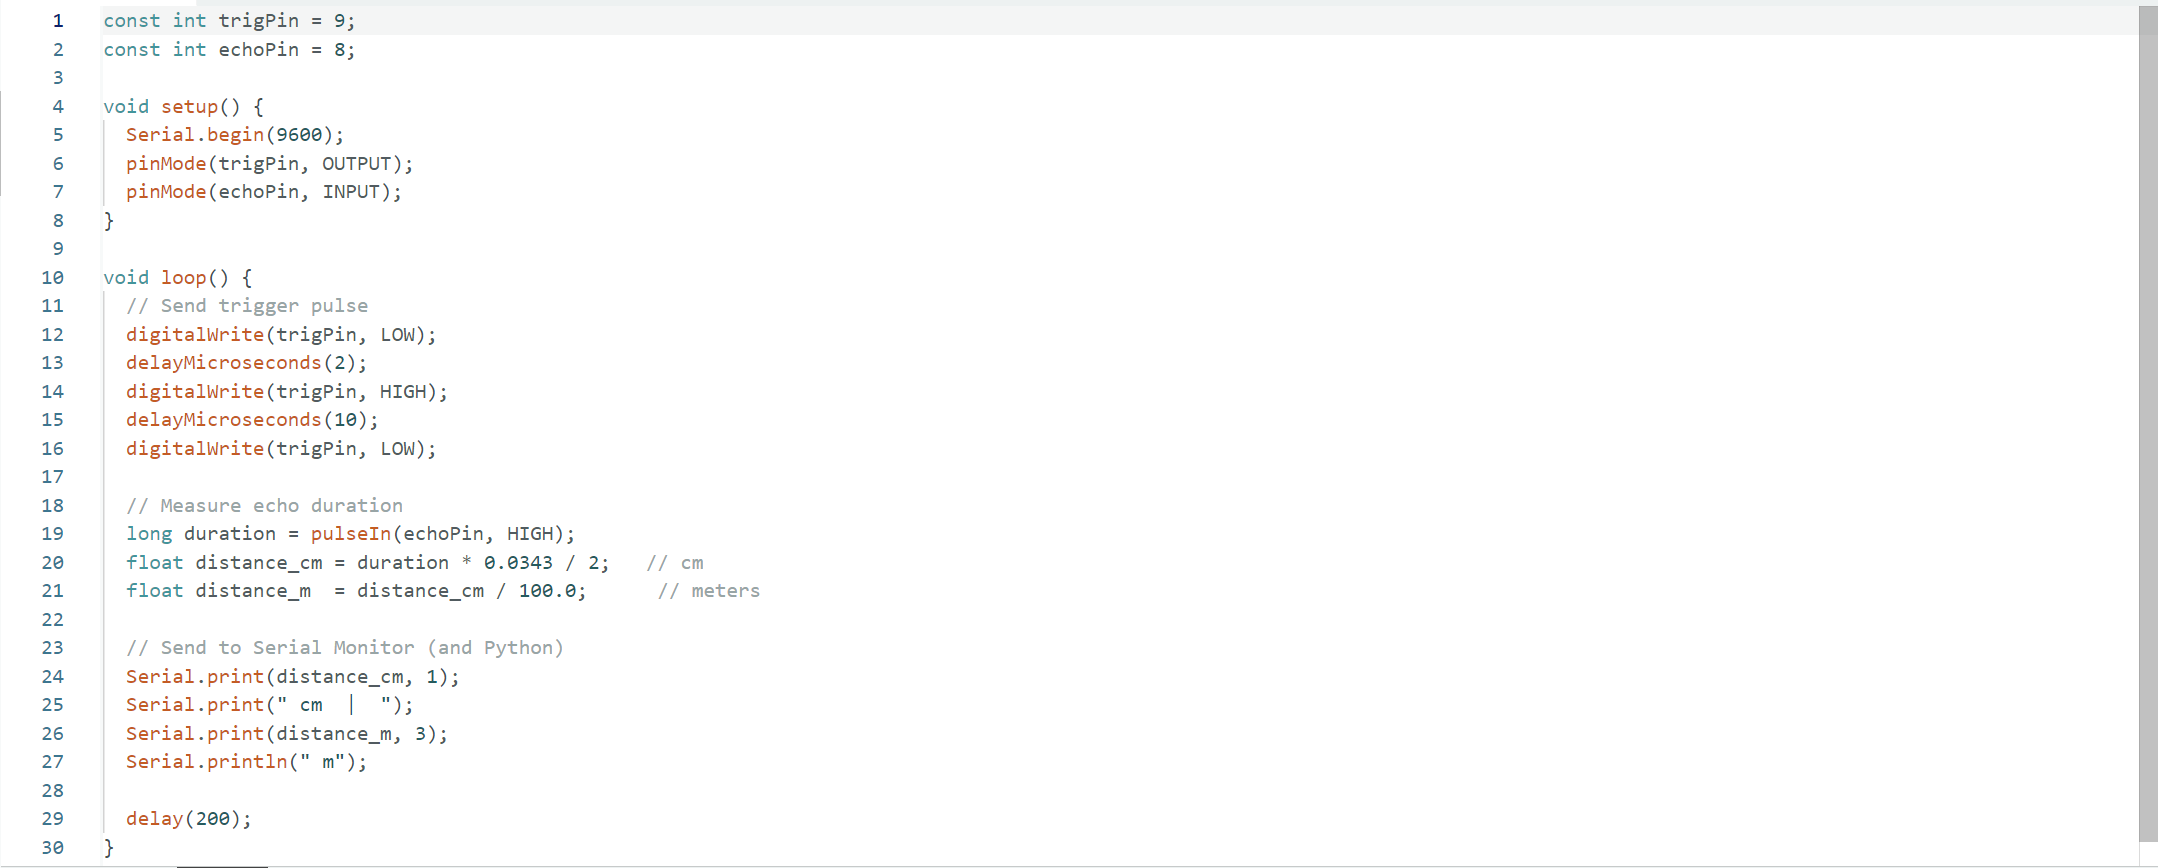 1 const int trigPin = 9;
2 const int echoPin = 8;
3
4 void setup() {
5   Serial.begin(9600);
6   pinMode(trigPin, OUTPUT);
7   pinMode(echoPin, INPUT);
8 }
9
10 void loop() {
11   // Send trigger pulse
12   digitalWrite(trigPin, LOW);
13   delayMicroseconds(2);
14   digitalWrite(trigPin, HIGH);
15   delayMicroseconds(10);
16   digitalWrite(trigPin, LOW);
17
18   // Measure echo duration
19   long duration = pulseIn(echoPin, HIGH);
20   float distance_cm = duration * 0.0343 / 2;   // cm
21   float distance_m  = distance_cm / 100.0;      // meters
22
23   // Send to Serial Monitor (and Python)
24   Serial.print(distance_cm, 1);
25   Serial.print(" cm  |  ");
26   Serial.print(distance_m, 3);
27   Serial.println(" m");
28
29   delay(200);
30 }